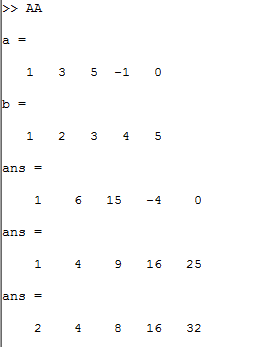 >> AA
a =
1 3 5 -1 0
b =
1 2 3 4 5
ans =
1 6 15 -4 0
ans =
1 4 9 16 25
ans =
2 4 8 16 32